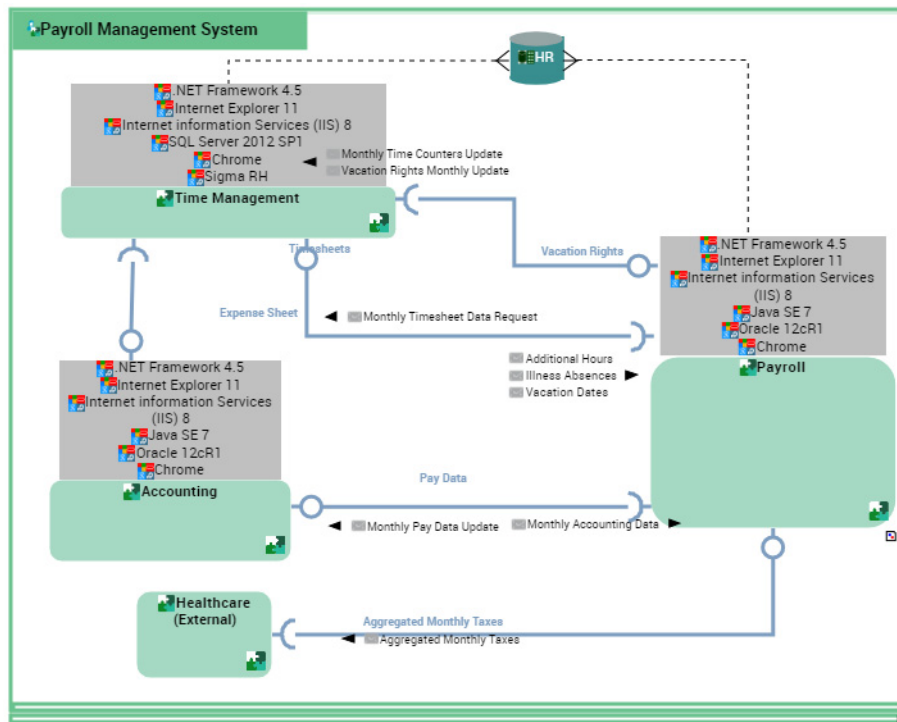 Payroll Management System
HR
.NET Framework 4.5
Internet Explorer 11
Internet information Services (IIS) 8
SQL Server 2012 SP1
Chrome
Sigma RH
Time Management
Monthly Time Counters Update
Vacation Rights Monthly Update
Timesheets
Vacation Rights
.NET Framework 4.5
Internet Explorer 11
Internet information Services
(IIS) 8
Java SE 7
Oracle 12cR1
Chrome
Payroll
Expense Sheet
Monthly Timesheet Data Request
Additional Hours
Illness Absences
Vacation Dates
.NET Framework 4.5
Internet Explorer 11
Internet information Services
(IIS) 8
Java SE 7
Oracle 12cR1
Chrome
Accounting
Pay Data
Monthly Pay Data Update
Monthly Accounting Data
Healthcare
(External)
Aggregated Monthly Taxes
Aggregated Monthly Taxes